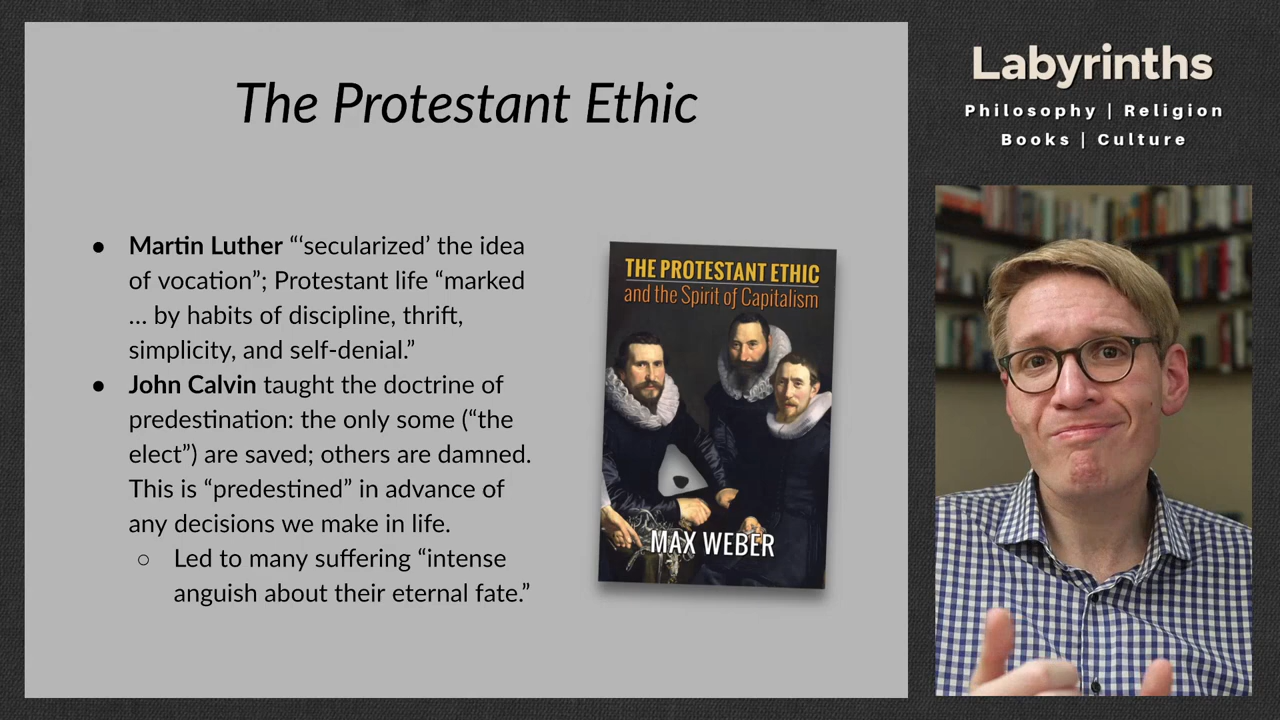 The Protestant Ethic
● Martin Luther “‘secularized’ the idea
of vocation”; Protestant life “marked
... by habits of discipline, thrift,
simplicity, and self-denial.”
● John Calvin taught the doctrine of
predestination: the only some (“the
elect”) are saved; others are damned.
This is “predestined” in advance of
any decisions we make in life.
○ Led to many suffering “intense
anguish about their eternal fate.”
THE PROTESTANT ETHIC
and the Spirit of Capitalism
MAX WEBER
Labyrinths
Philosophy | Religion
Books | Culture